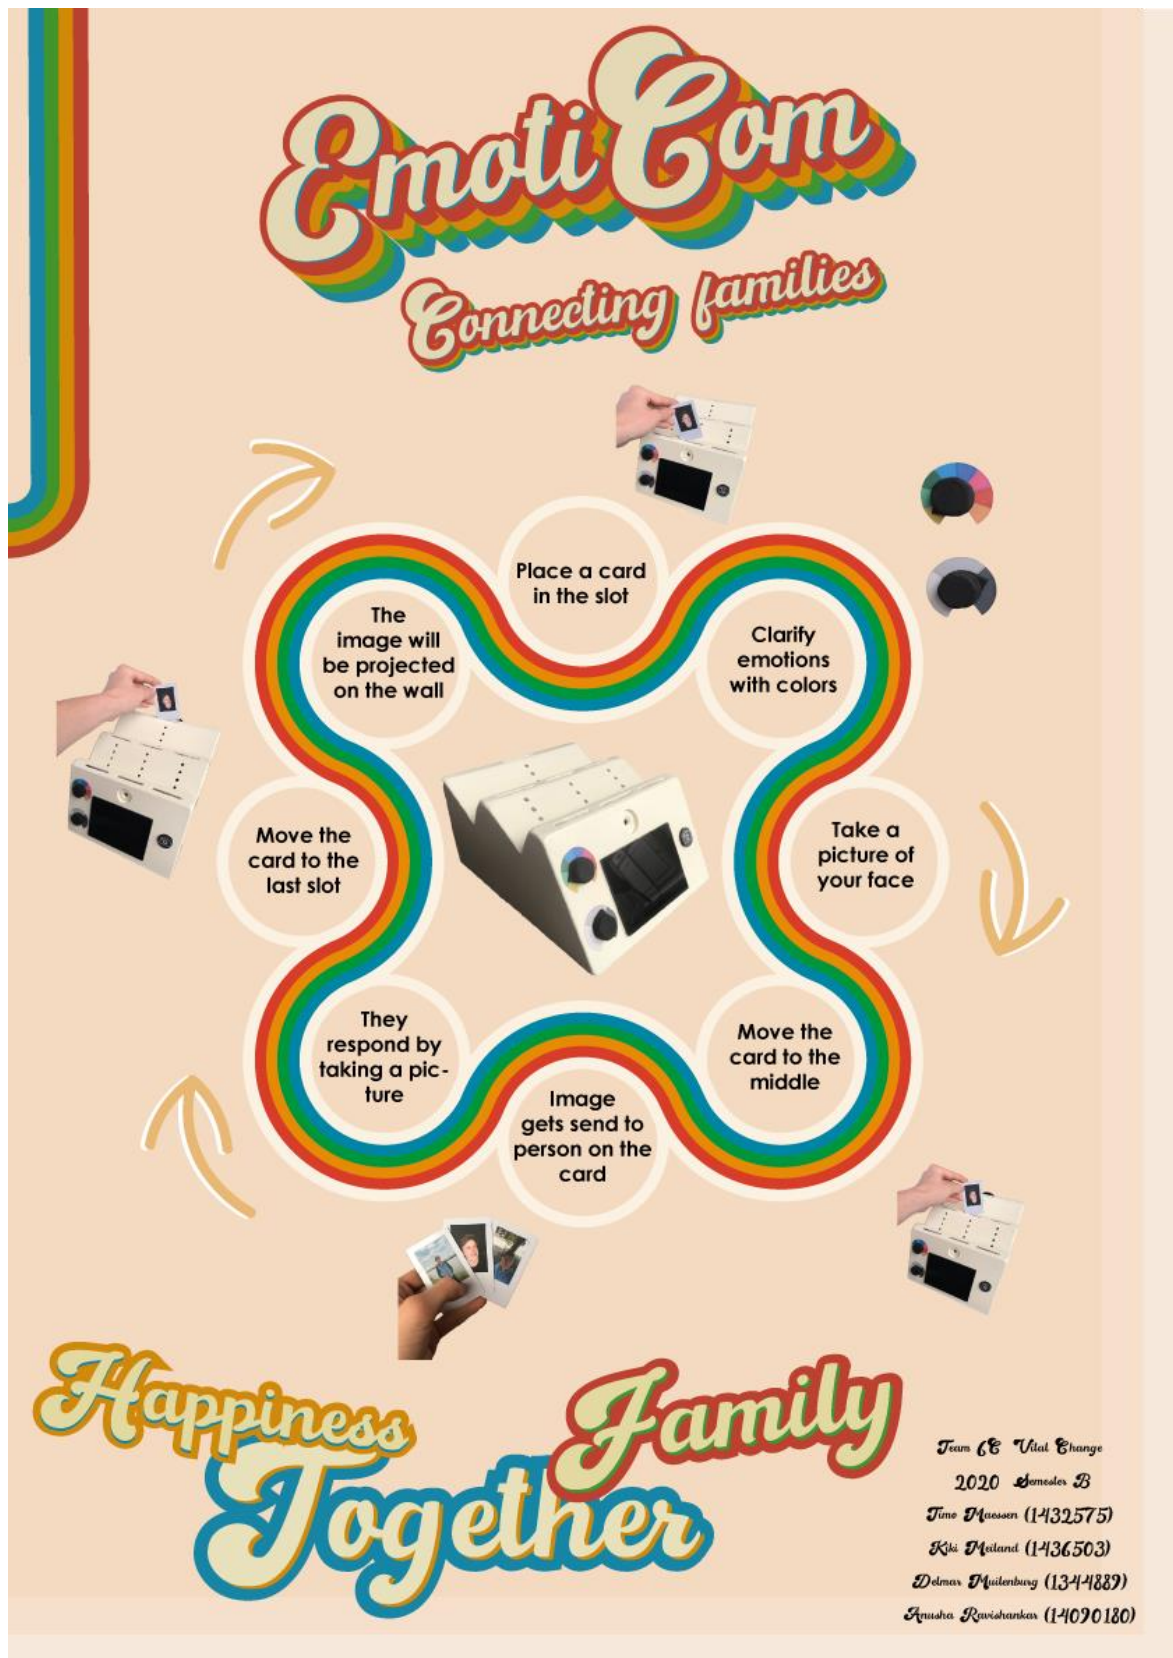 EmotiCom
Connecting families
Place a card
in the slot
Clarify
emotions
with colors
Take a
picture of
your face
Move the
card to the
middle
Image
gets send to
person on the
card
They
respond by
taking a pic-
ture
Move the
card to the
last slot
The
image will
be projected
on the wall
Happiness
Together
Family
Team 6C Vital Change
2020 Semester B
Timo Maessen (1432575)
Kiki Meiland (1436503)
Delmar Muilenburg (1344889)
Anusha Ravishankar (14090180)